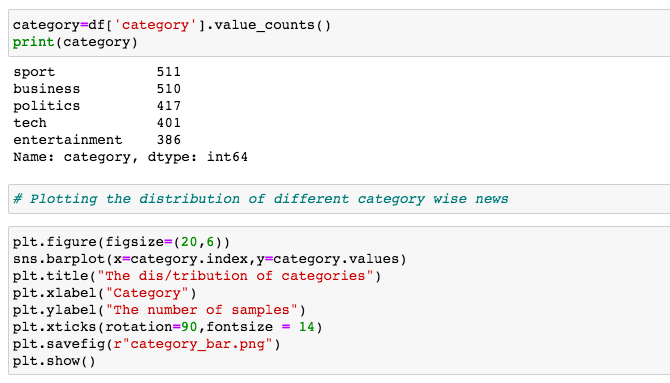 category=df['category'].value_counts()
print(category)
sport            511
business         510
politics         417
tech             401
entertainment    386
Name: category, dtype: int64
# Plotting the distribution of different category wise news
plt.figure(figsize=(20,6))
sns.barplot(x=category.index,y=category.values)
plt.title("The dis/tribution of categories")
plt.xlabel("Category")
plt.ylabel("The number of samples")
plt.xticks(rotation=90,fontsize = 14)
plt.savefig(r"category_bar.png")
plt.show()